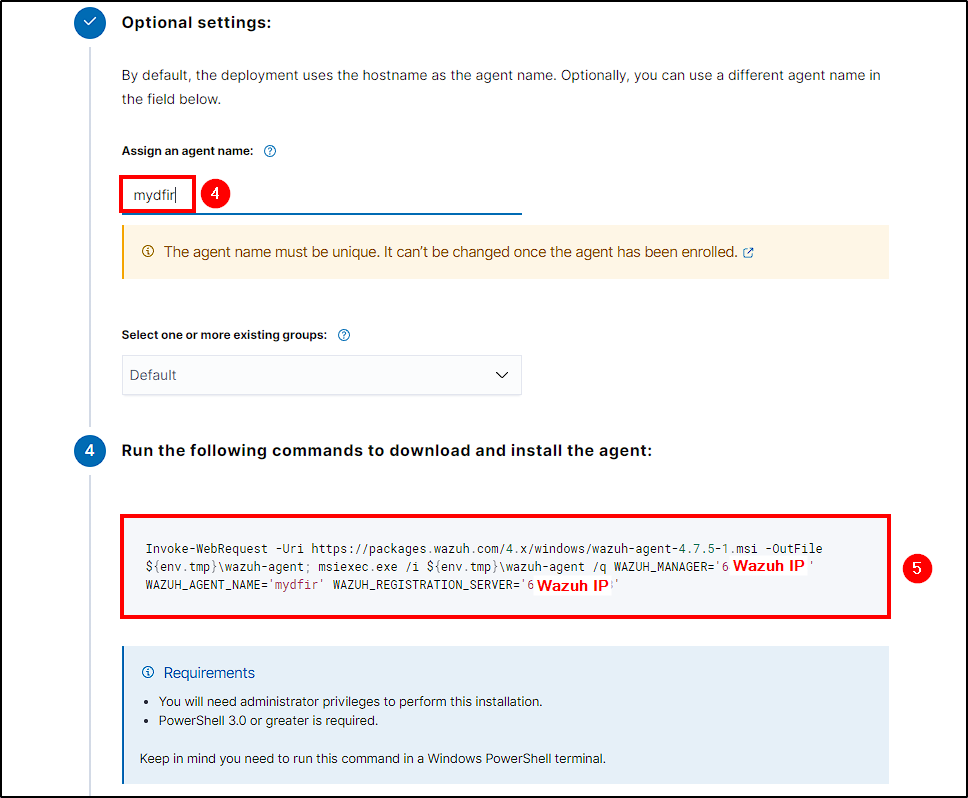 Optional settings:
By default, the deployment uses the hostname as the agent name. Optionally, you can use a different agent name in
the field below.
Assign an agent name: ?
mydfir
4
The agent name must be unique. It can't be changed once the agent has been enrolled.
Select one or more existing groups: ?
Default
4 Run the following commands to download and install the agent:
Invoke-WebRequest -Uri https://packages.wazuh.com/4.x/windows/wazuh-agent-4.7.5-1.msi -OutFile
${env.tmp}\wazuh-agent; msiexec.exe /i ${env.tmp}\wazuh-agent /q WAZUH_MANAGER='6 Wazuh IP '
5
WAZUH_AGENT_NAME='mydfir' WAZUH_REGISTRATION_SERVER='6 Wazuh IP '
Requirements
• You will need administrator privileges to perform this installation.
• PowerShell 3.0 or greater is required.
Keep in mind you need to run this command in a Windows PowerShell terminal.